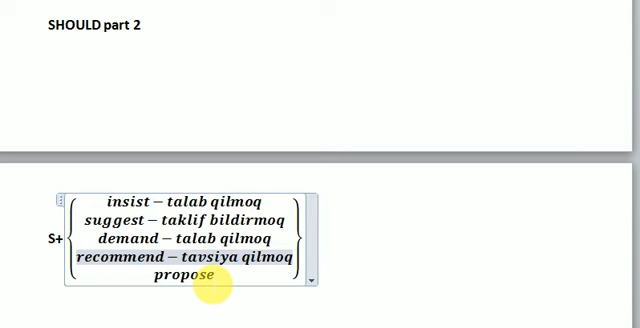 SHOULD part 2
insist – talab qilmoq
suggest – taklif bildirmoq
S+ demand – talab qilmoq
recommend – tavsiya qilmoq
propose